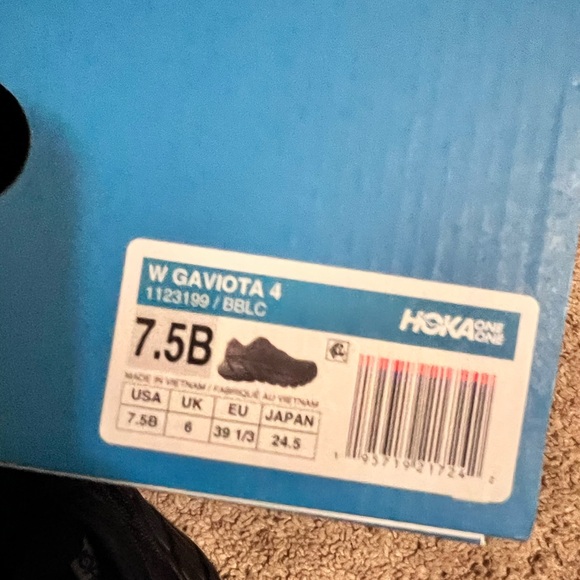 W GAVIOTA 4
1123199 / BBLC
HOKA ONE ONE
7.5B
MADE IN VIETNAM / FABRIQUÉ AU VIETNAM
USA UK EU JAPAN
7.5B 6 39 1/3 24.5